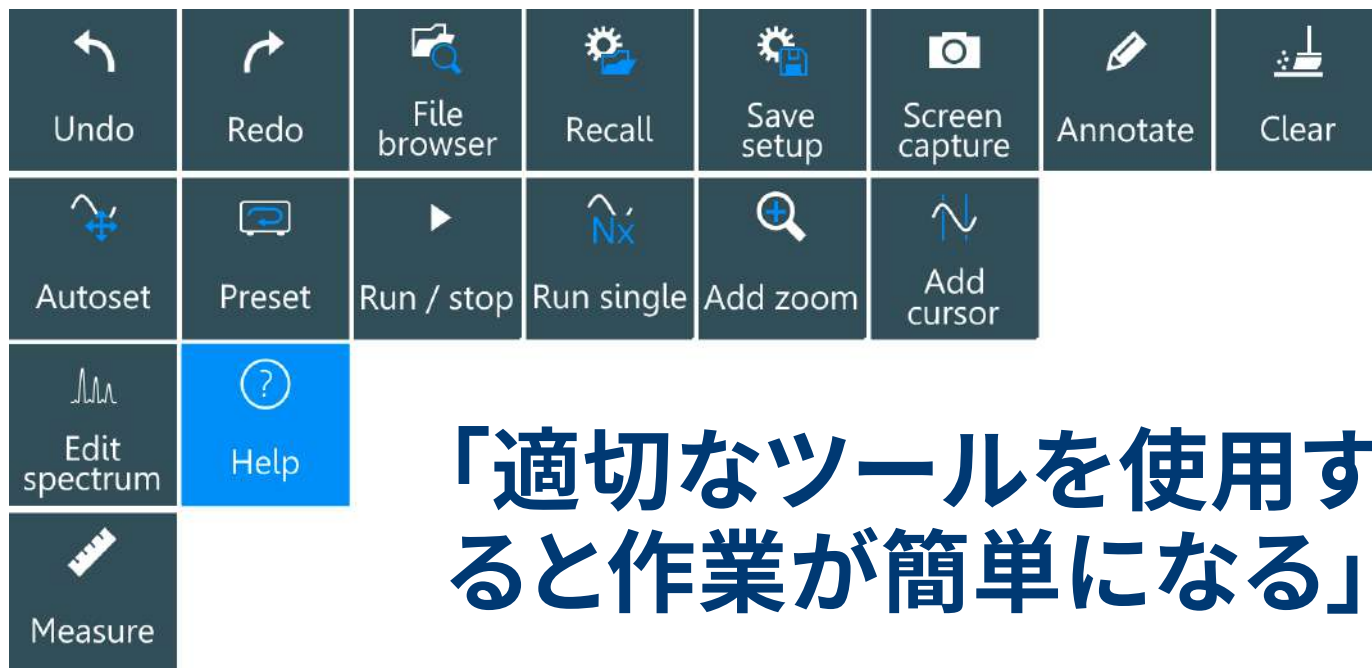 Undo
Redo
File
browser
Recall
Save
setup
Screen
capture
Annotate
Clear
Autoset
Preset
Run / stop
Nx
Run single
Add zoom
Add
cursor
Edit
spectrum
?
Help
Measure
「適切なツールを使用す
ると作業が簡単になる」